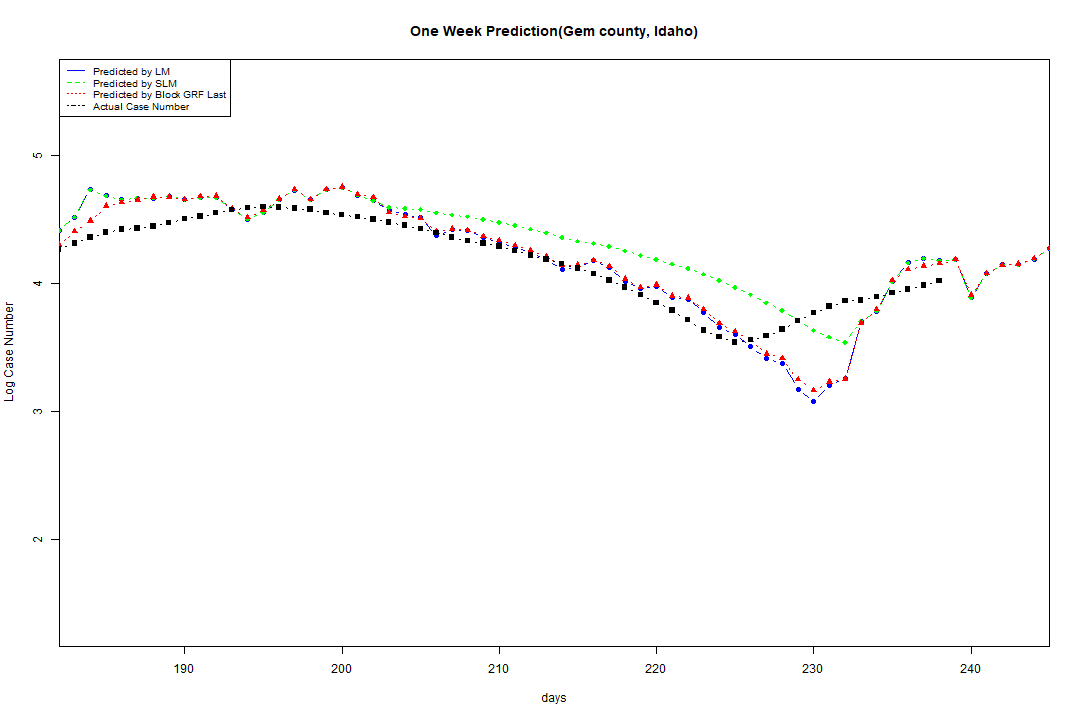 One Week Prediction(Gem county, Idaho)
Predicted by LM
Predicted by SLM
Predicted by Block GRF Last
Actual Case Number
5
4
3
2
Log Case Number
190 200 210 220 230 240
days